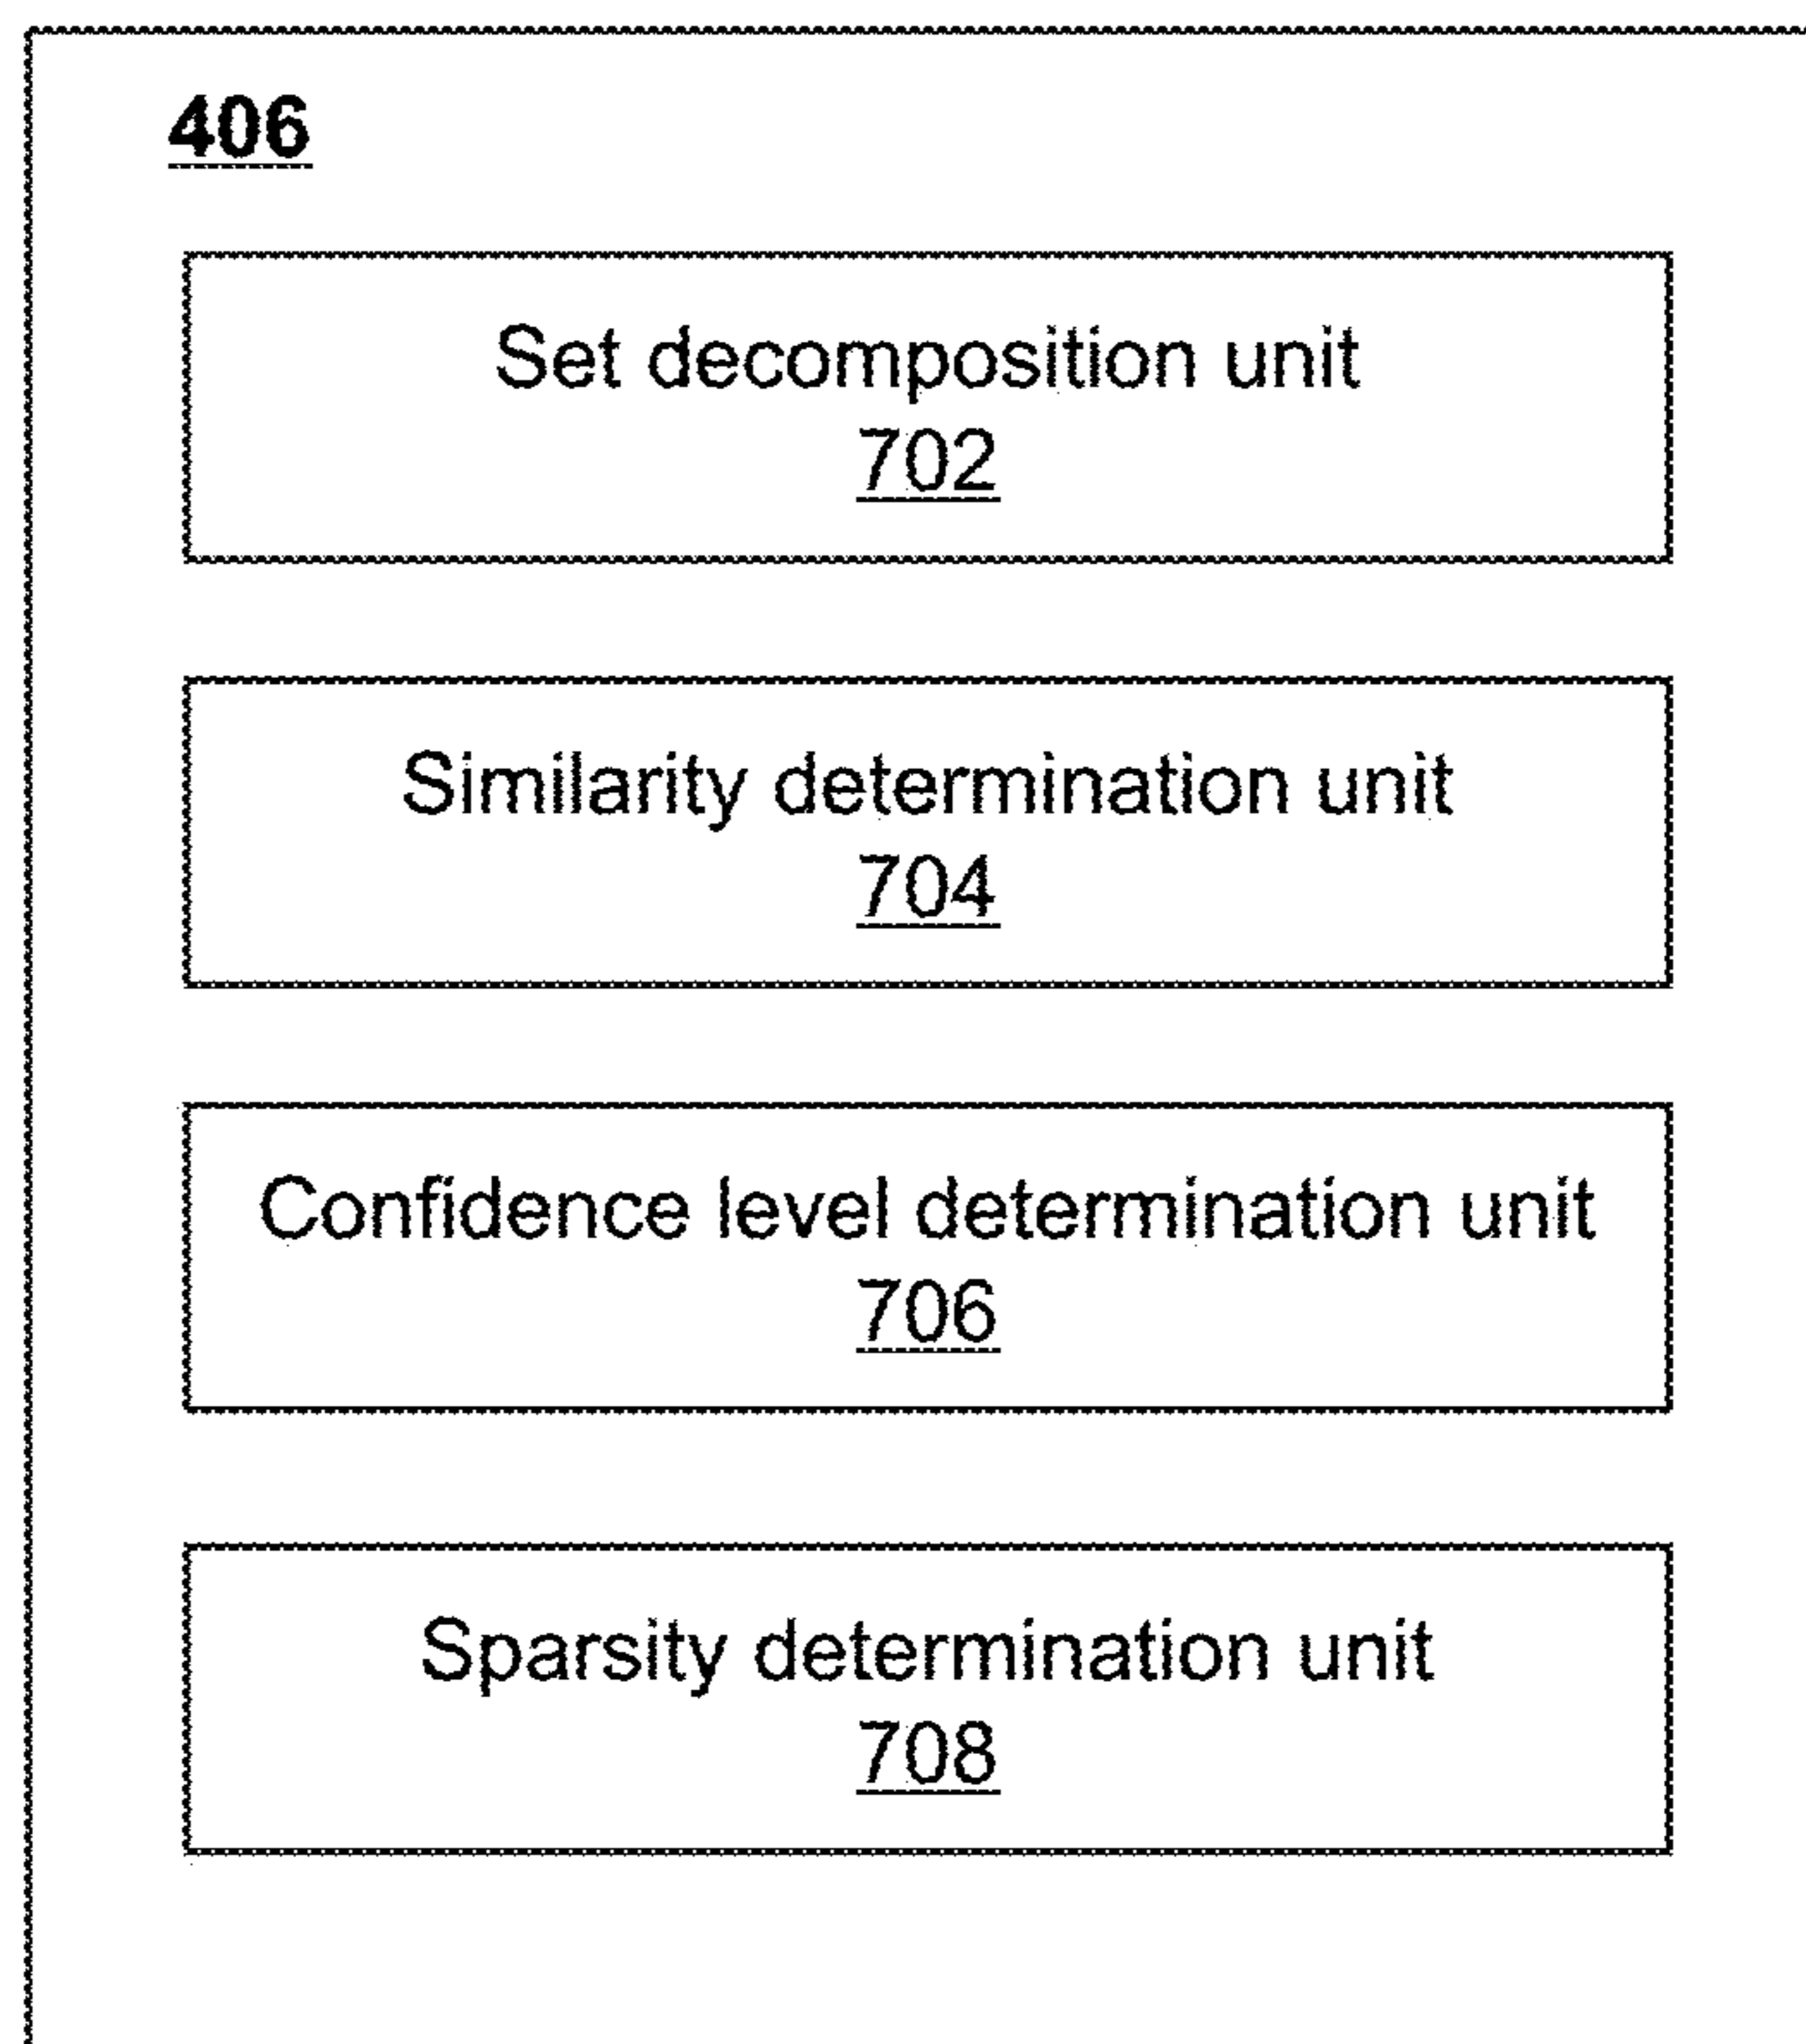 406
Set decomposition unit
702
Similarity determination unit
704
Confidence level determination unit
706
Sparsity determination unit
708